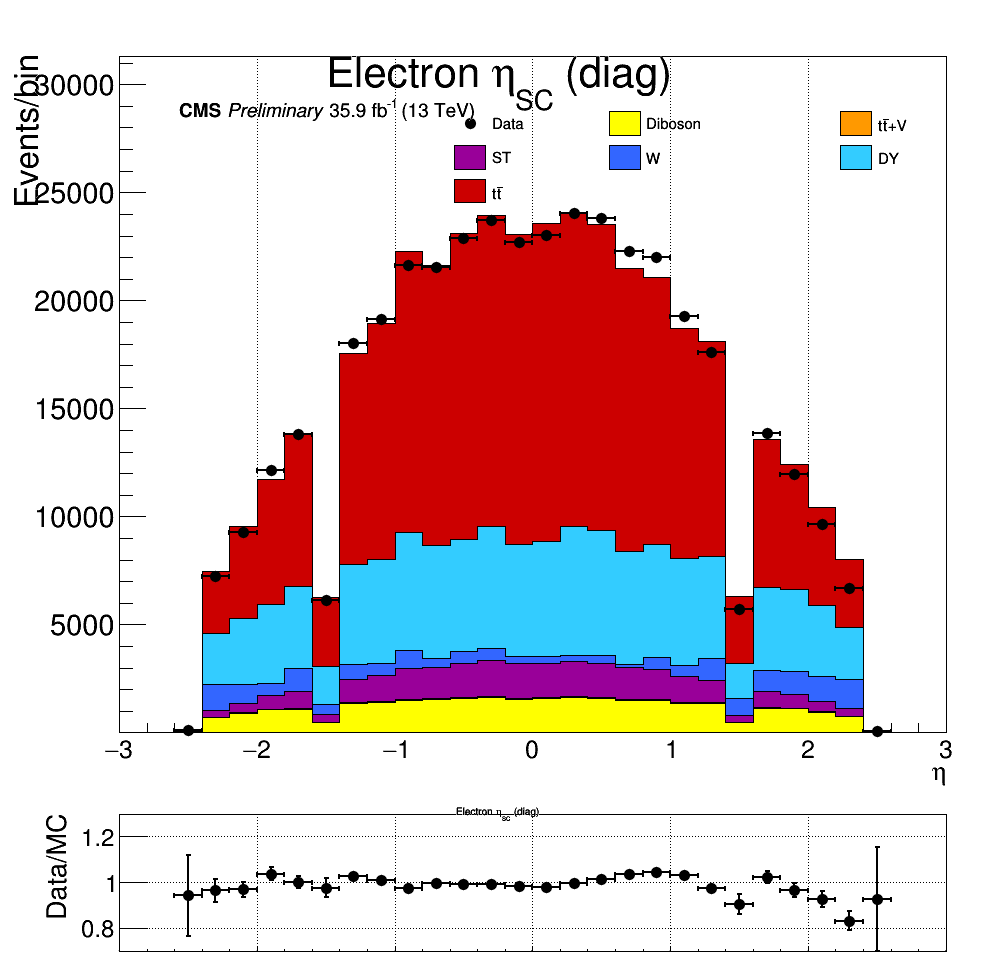 Electron ηSC (diag)
CMS Preliminary 35.9 fb-1 (13 TeV)
Data
Diboson
tt̄+V
ST
W
DY
tt̄
Events/bin
30000
25000
20000
15000
10000
5000
−3 −2 −1 0 1 2 3
η
Electron ηSC (diag)
Data/MC
1.2
1
0.8